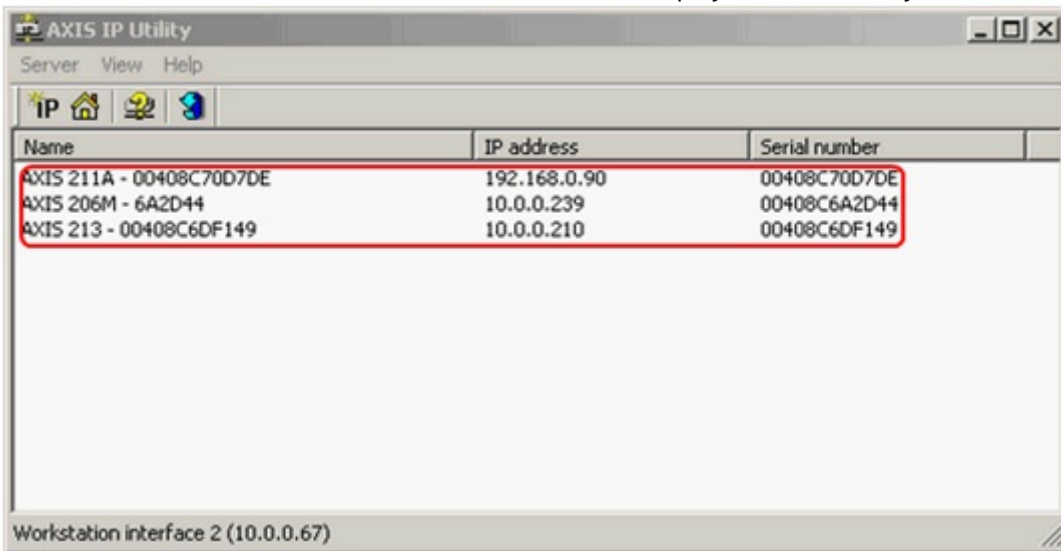 AXIS IP Utility
Server View Help
IP
Name IP address Serial number
AXIS 211A - 00408C70D7DE 192.168.0.90 00408C70D7DE
AXIS 206M - 6A2D44 10.0.0.239 00408C6A2D44
AXIS 213 - 00408C6DF149 10.0.0.210 00408C6DF149
Workstation interface 2 (10.0.0.67)